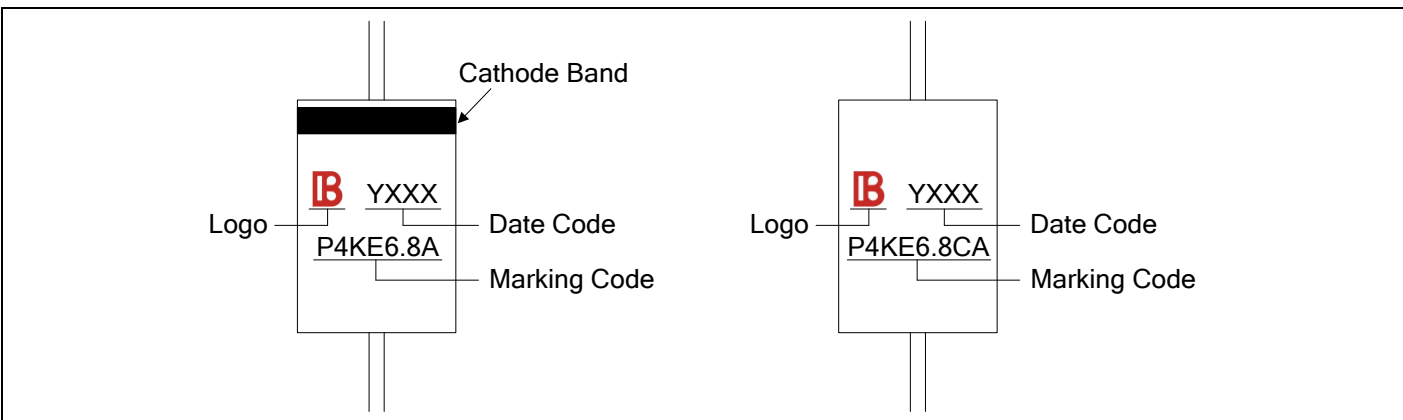 Cathode Band
B YXXX
Logo
Date Code
P4KE6.8A
Marking Code
B YXXX
Logo
Date Code
P4KE6.8CA
Marking Code